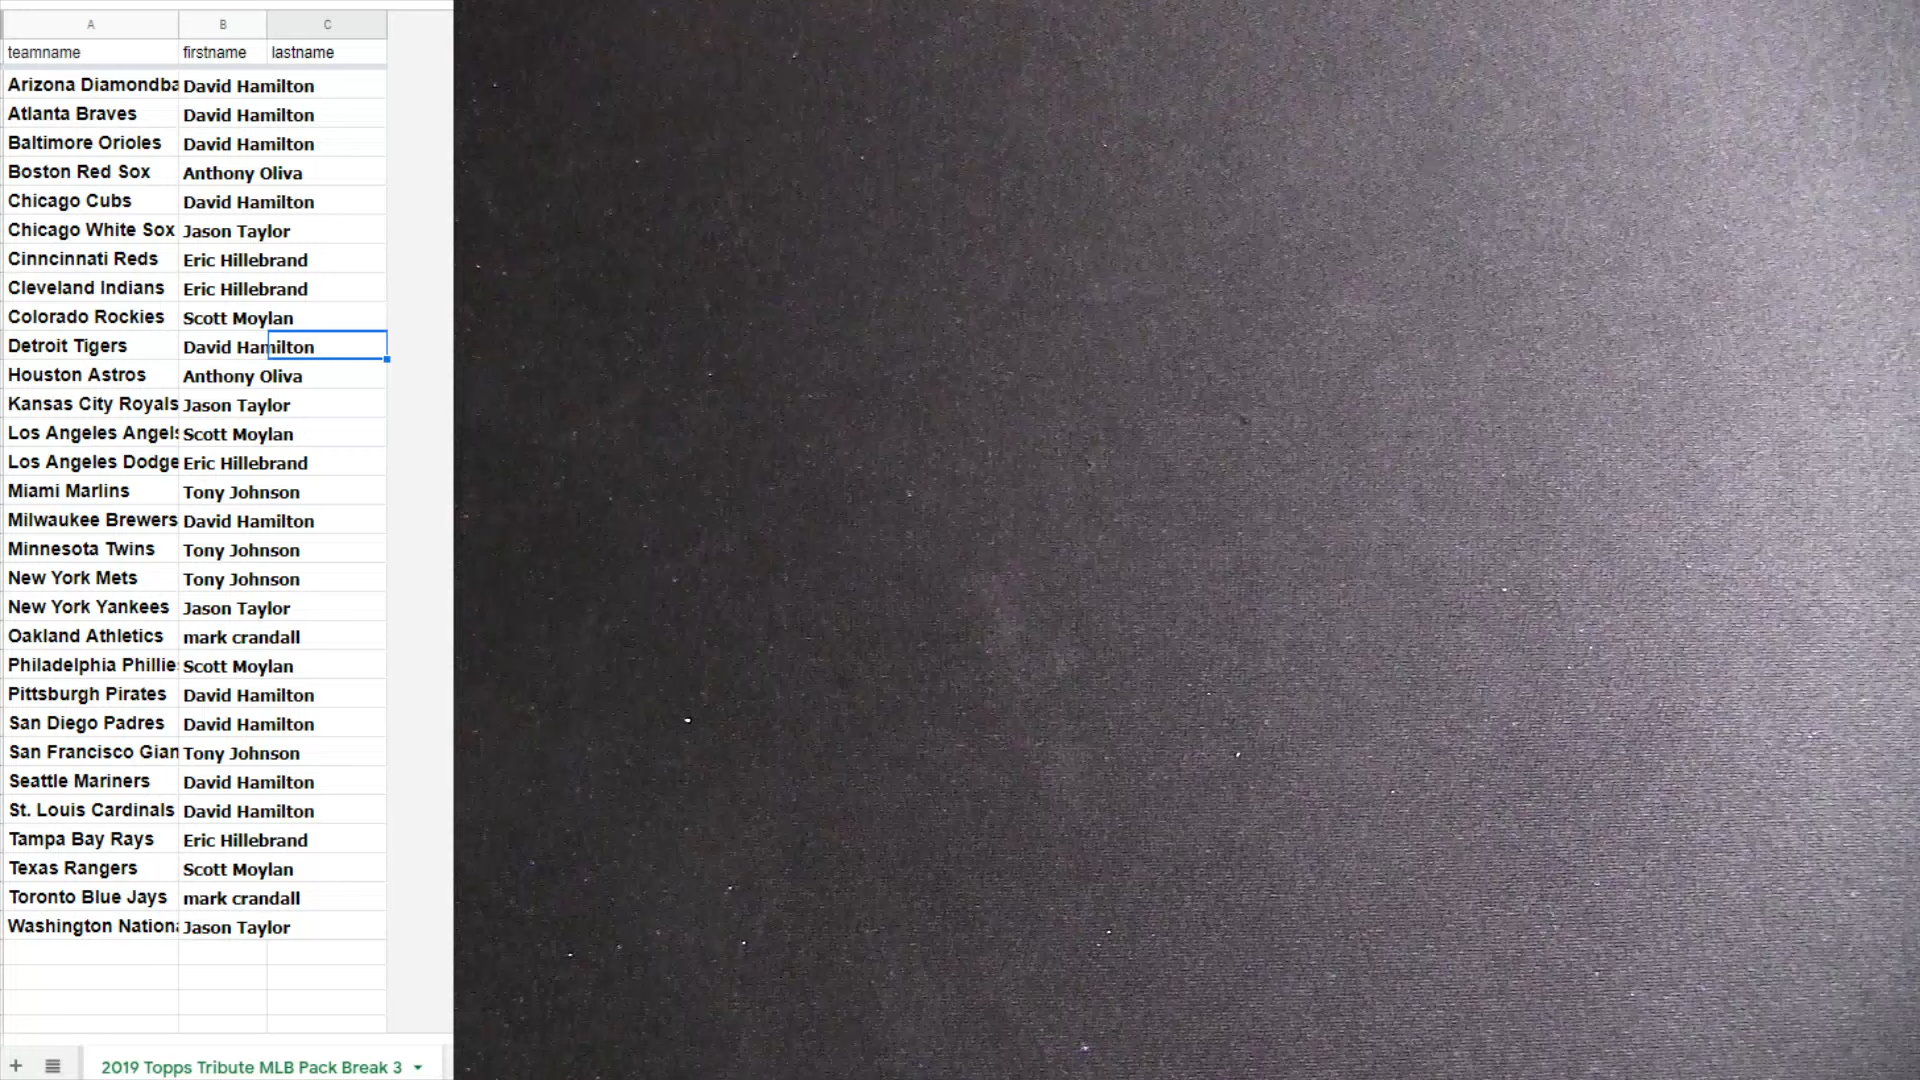 A B C
teamname firstname lastname
Arizona Diamondba David Hamilton
Atlanta Braves David Hamilton
Baltimore Orioles David Hamilton
Boston Red Sox Anthony Oliva
Chicago Cubs David Hamilton
Chicago White Sox Jason Taylor
Cinncinnati Reds Eric Hillebrand
Cleveland Indians Eric Hillebrand
Colorado Rockies Scott Moylan
Detroit Tigers David Hamilton
Houston Astros Anthony Oliva
Kansas City Royals Jason Taylor
Los Angeles Angels Scott Moylan
Los Angeles Dodge Eric Hillebrand
Miami Marlins Tony Johnson
Milwaukee Brewers David Hamilton
Minnesota Twins Tony Johnson
New York Mets Tony Johnson
New York Yankees Jason Taylor
Oakland Athletics mark crandall
Philadelphia Phillie Scott Moylan
Pittsburgh Pirates David Hamilton
San Diego Padres David Hamilton
San Francisco Gian Tony Johnson
Seattle Mariners David Hamilton
St. Louis Cardinals David Hamilton
Tampa Bay Rays Eric Hillebrand
Texas Rangers Scott Moylan
Toronto Blue Jays mark crandall
Washington Nationa Jason Taylor
2019 Topps Tribute MLB Pack Break 3